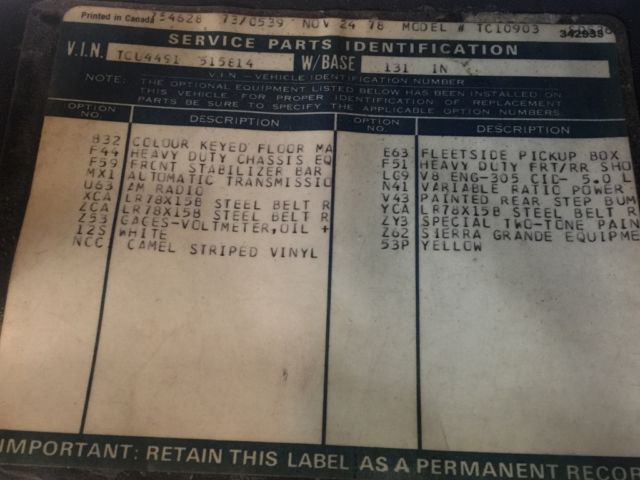 Printed in Canada 54628 73/0539 NOV 24 78 MODEL # TC10903
342933
SERVICE PARTS IDENTIFICATION
V.I.N. TCL4491 515814 W/BASE 131 IN
V.I.N. - VEHICLE IDENTIFICATION NUMBER
NOTE: THE OPTIONAL EQUIPMENT LISTED BELOW HAS BEEN INSTALLED ON
THIS VEHICLE. FOR PROPER IDENTIFICATION OF REPLACEMENT
PARTS BE SURE TO SPECIFY THE APPLICABLE OPTION NUMBERS
OPTION NO. DESCRIPTION
B32 COLOUR KEYED FLOOR MA
F44 HEAVY DUTY CHASSIS EQ
F59 FRONT STABILIZER BAR
MX1 AUTOMATIC TRANSMISSIO
U63 AM RADIO
XCA LR78X15B STEEL BELT R
ZCA LR78X15B STEEL BELT R
Z53 GAGES-VOLTMETER,OIL +
12S WHITE
NCC CAMEL STRIPED VINYL
OPTION NO. DESCRIPTION
E63 FLEETSIDE PICKUP BOX
F51 HEAVY DUTY FRT/RR SHO
LG9 V8 ENG-305 CID- 5.0 L
N41 VARIABLE RATIO POWER
V43 PAINTED REAR STEP BUM
YCA LR78X15B STEEL BELT R
ZY3 SPECIAL TWO-TONE PAIN
Z62 SIERRA GRANDE EQUIPME
53P YELLOW
IMPORTANT: RETAIN THIS LABEL AS A PERMANENT RECOR